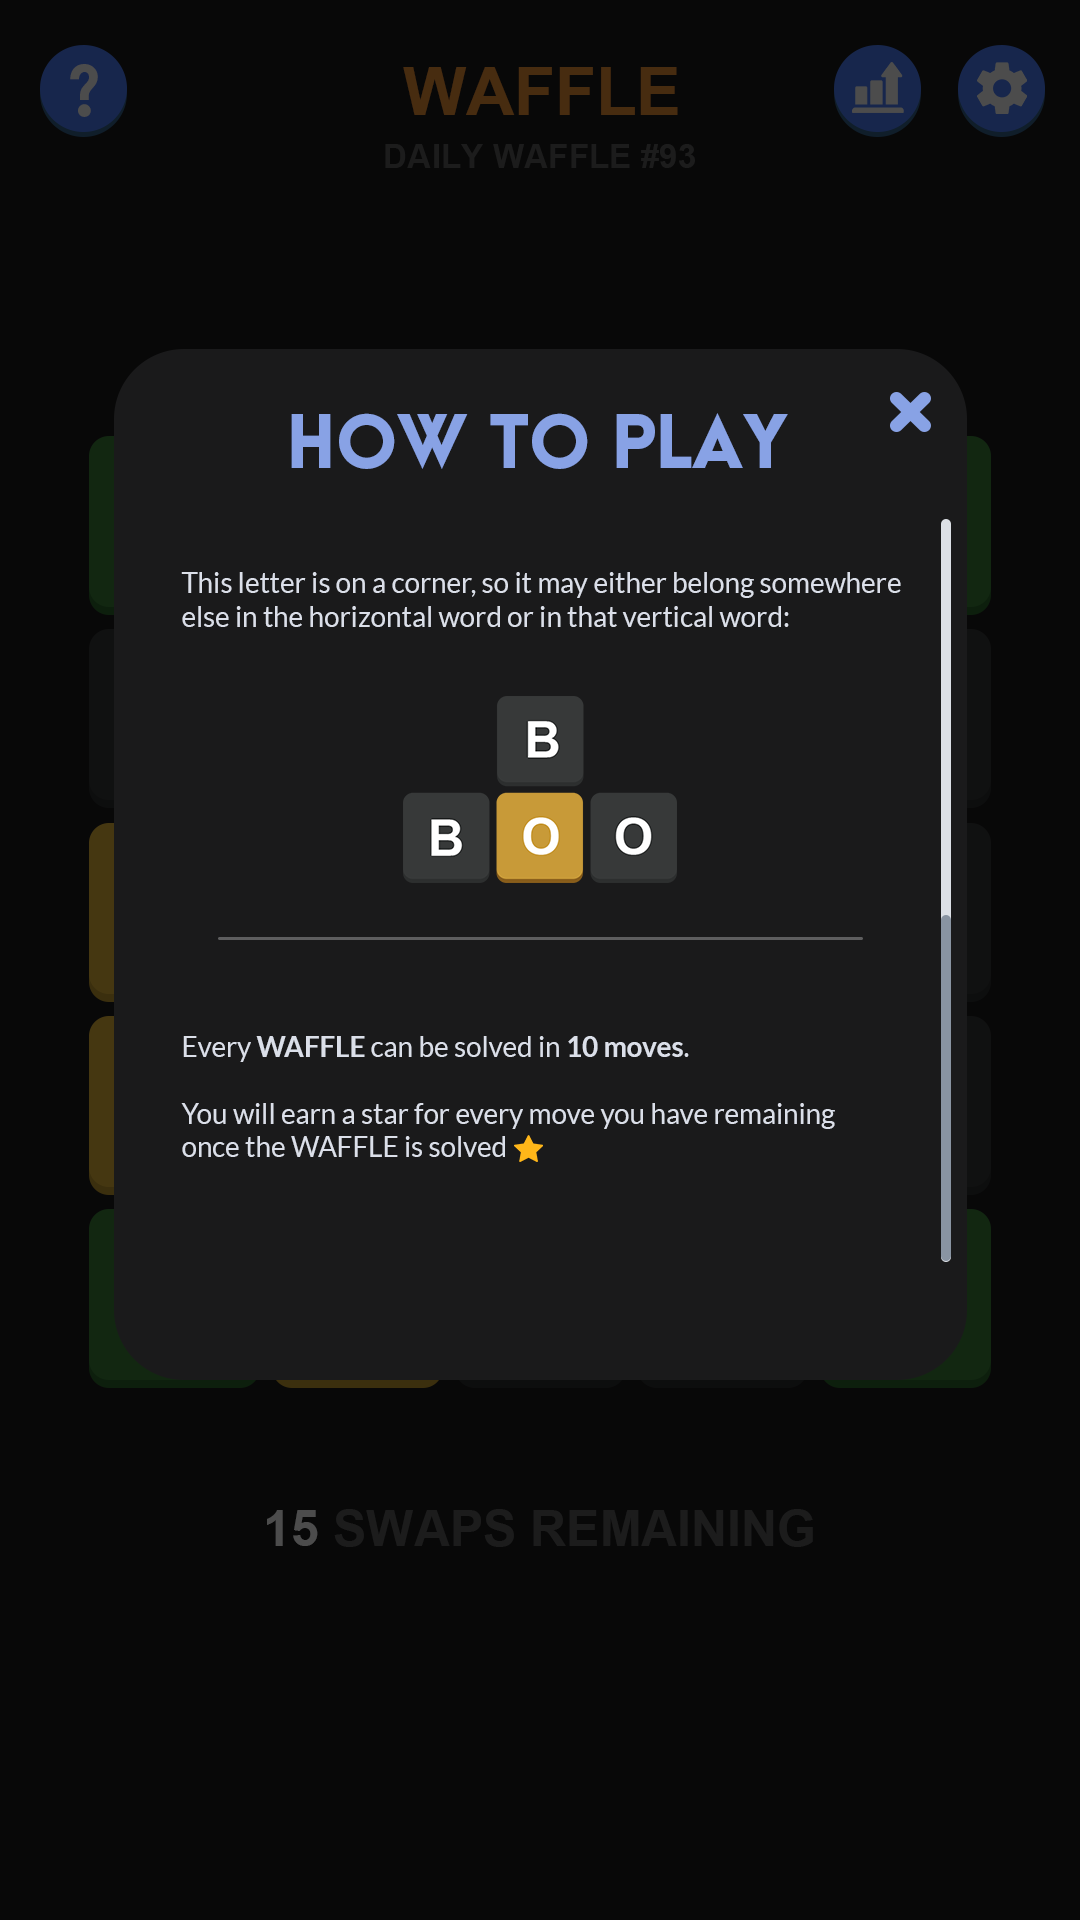 ?
WAFFLE
DAILY WAFFLE #93
HOW TO PLAY
This letter is on a corner, so it may either belong somewhere
else in the horizontal word or in that vertical word:
B
B O O
Every WAFFLE can be solved in 10 moves.
You will earn a star for every move you have remaining
once the WAFFLE is solved
15 SWAPS REMAINING